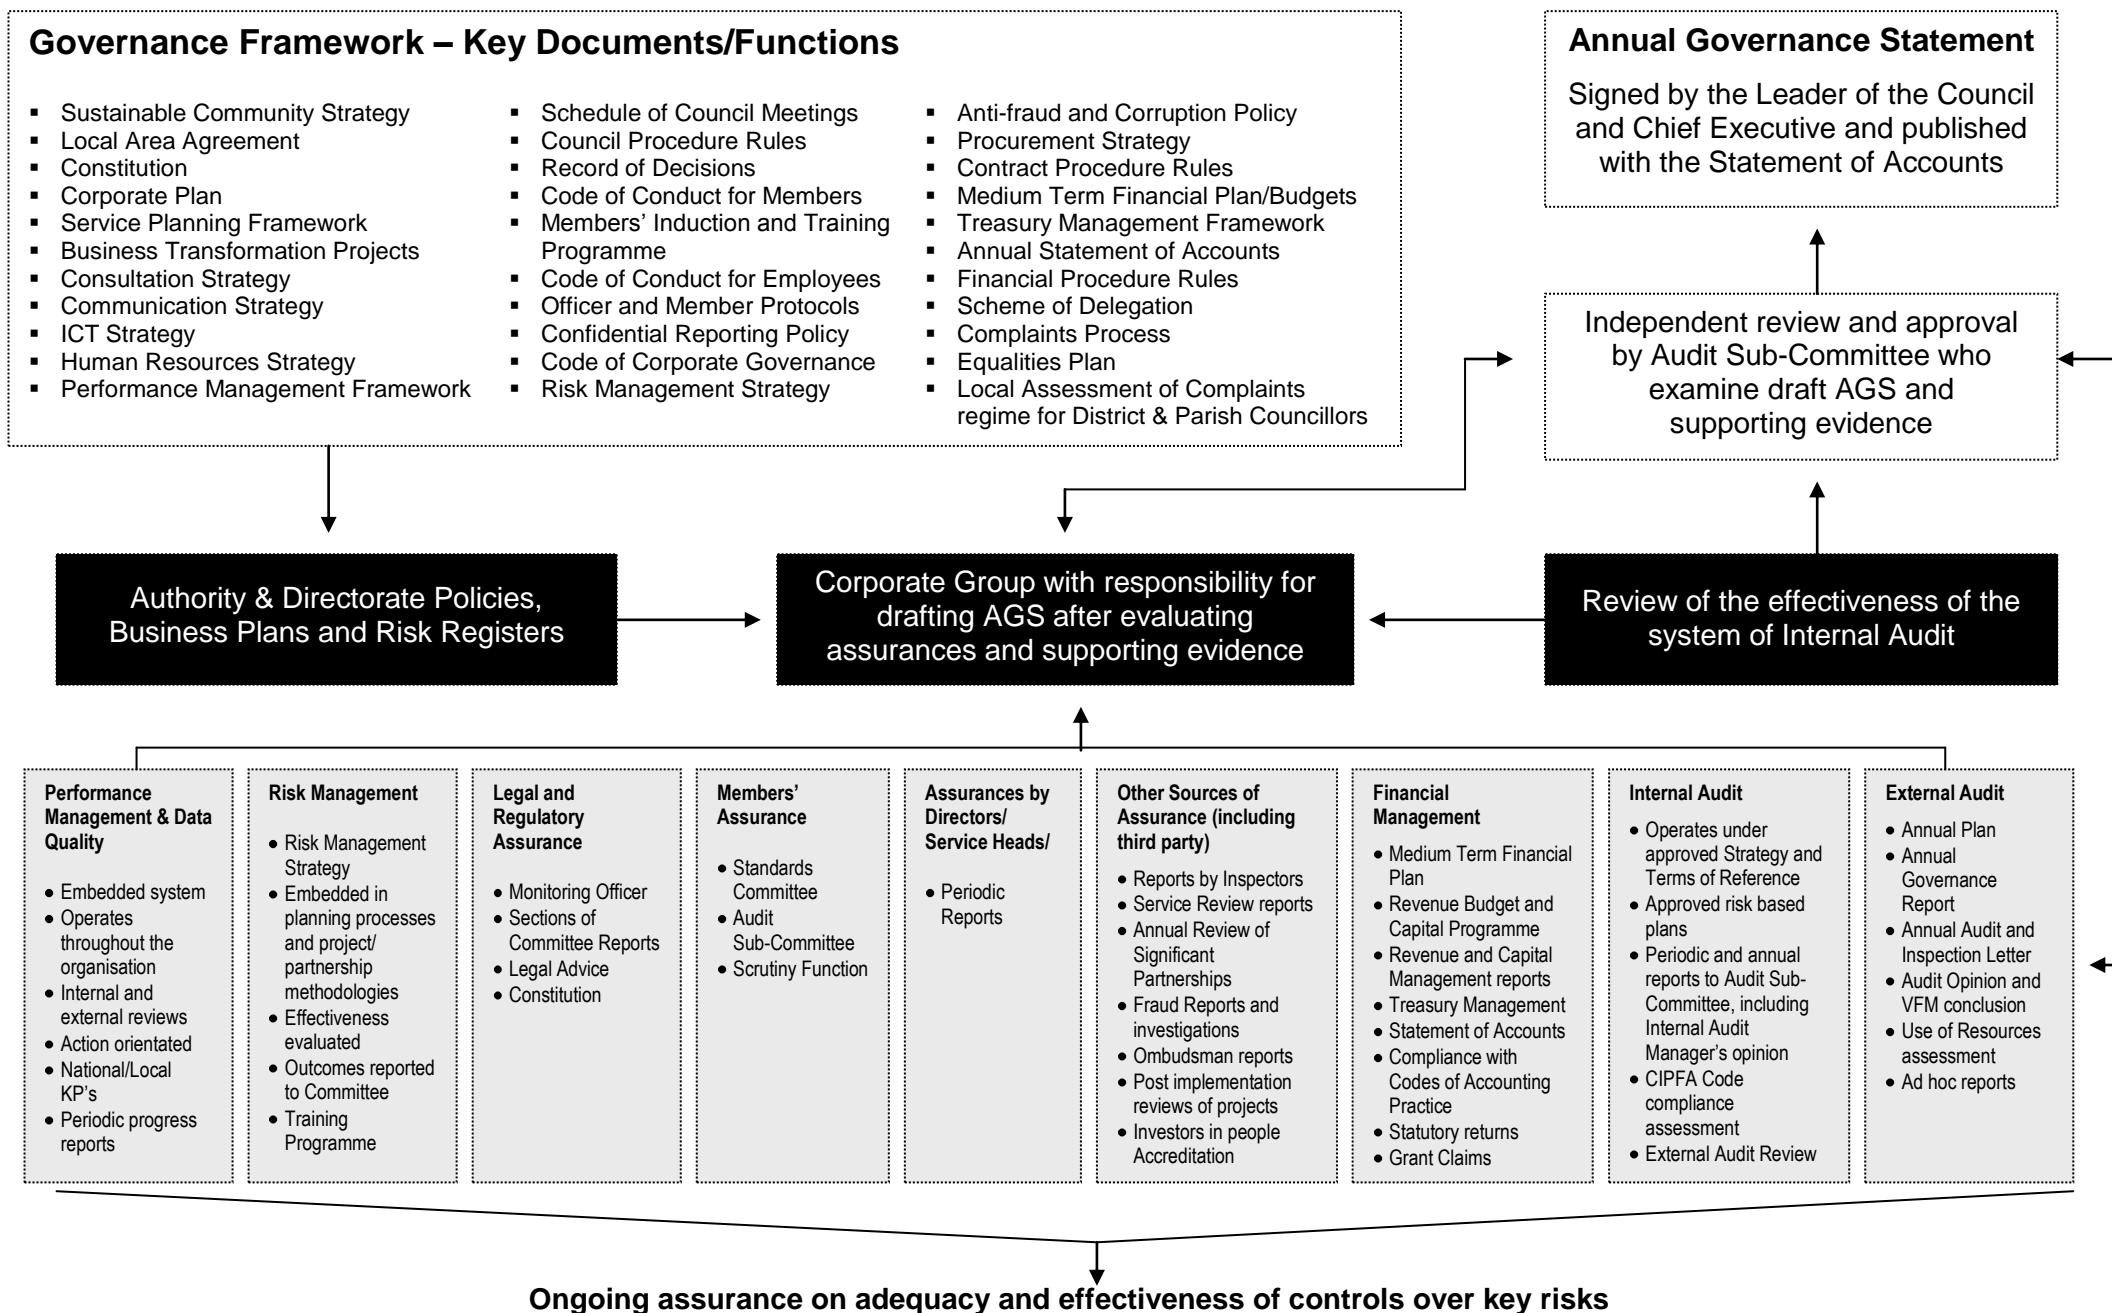 Governance Framework – Key Documents/Functions
▪ Sustainable Community Strategy
▪ Local Area Agreement
▪ Constitution
▪ Corporate Plan
▪ Service Planning Framework
▪ Business Transformation Projects
▪ Consultation Strategy
▪ Communication Strategy
▪ ICT Strategy
▪ Human Resources Strategy
▪ Performance Management Framework
▪ Schedule of Council Meetings
▪ Council Procedure Rules
▪ Record of Decisions
▪ Code of Conduct for Members
▪ Members’ Induction and Training
Programme
▪ Code of Conduct for Employees
▪ Officer and Member Protocols
▪ Confidential Reporting Policy
▪ Code of Corporate Governance
▪ Risk Management Strategy
▪ Anti-fraud and Corruption Policy
▪ Procurement Strategy
▪ Contract Procedure Rules
▪ Medium Term Financial Plan/Budgets
▪ Treasury Management Framework
▪ Annual Statement of Accounts
▪ Financial Procedure Rules
▪ Scheme of Delegation
▪ Complaints Process
▪ Equalities Plan
▪ Local Assessment of Complaints
regime for District & Parish Councillors
Annual Governance Statement
Signed by the Leader of the Council
and Chief Executive and published
with the Statement of Accounts
Independent review and approval
by Audit Sub-Committee who
examine draft AGS and
supporting evidence
Authority & Directorate Policies,
Business Plans and Risk Registers
Corporate Group with responsibility for
drafting AGS after evaluating
assurances and supporting evidence
Review of the effectiveness of the
system of Internal Audit
Performance
Management & Data
Quality
• Embedded system
• Operates
throughout the
organisation
• Internal and
external reviews
• Action orientated
• National/Local
KP’s
• Periodic progress
reports
Risk Management
• Risk Management
Strategy
• Embedded in
planning processes
and project/
partnership
methodologies
• Effectiveness
evaluated
• Outcomes reported
to Committee
• Training
Programme
Legal and
Regulatory
Assurance
• Monitoring Officer
• Sections of
Committee Reports
• Legal Advice
• Constitution
Members’
Assurance
• Standards
Committee
• Audit
Sub-Committee
• Scrutiny Function
Assurances by
Directors/
Service Heads/
• Periodic
Reports
Other Sources of
Assurance (including
third party)
• Reports by Inspectors
• Service Review reports
• Annual Review of
Significant
Partnerships
• Fraud Reports and
investigations
• Ombudsman reports
• Post implementation
reviews of projects
• Investors in people
Accreditation
Financial
Management
• Medium Term Financial
Plan
• Revenue Budget and
Capital Programme
• Revenue and Capital
Management reports
• Treasury Management
• Statement of Accounts
• Compliance with
Codes of Accounting
Practice
• Statutory returns
• Grant Claims
Internal Audit
• Operates under
approved Strategy and
Terms of Reference
• Approved risk based
plans
• Periodic and annual
reports to Audit Sub-
Committee, including
Internal Audit
Manager’s opinion
• CIPFA Code
compliance
assessment
• External Audit Review
External Audit
• Annual Plan
• Annual
Governance
Report
• Annual Audit and
Inspection Letter
• Audit Opinion and
VFM conclusion
• Use of Resources
assessment
• Ad hoc reports
Ongoing assurance on adequacy and effectiveness of controls over key risks